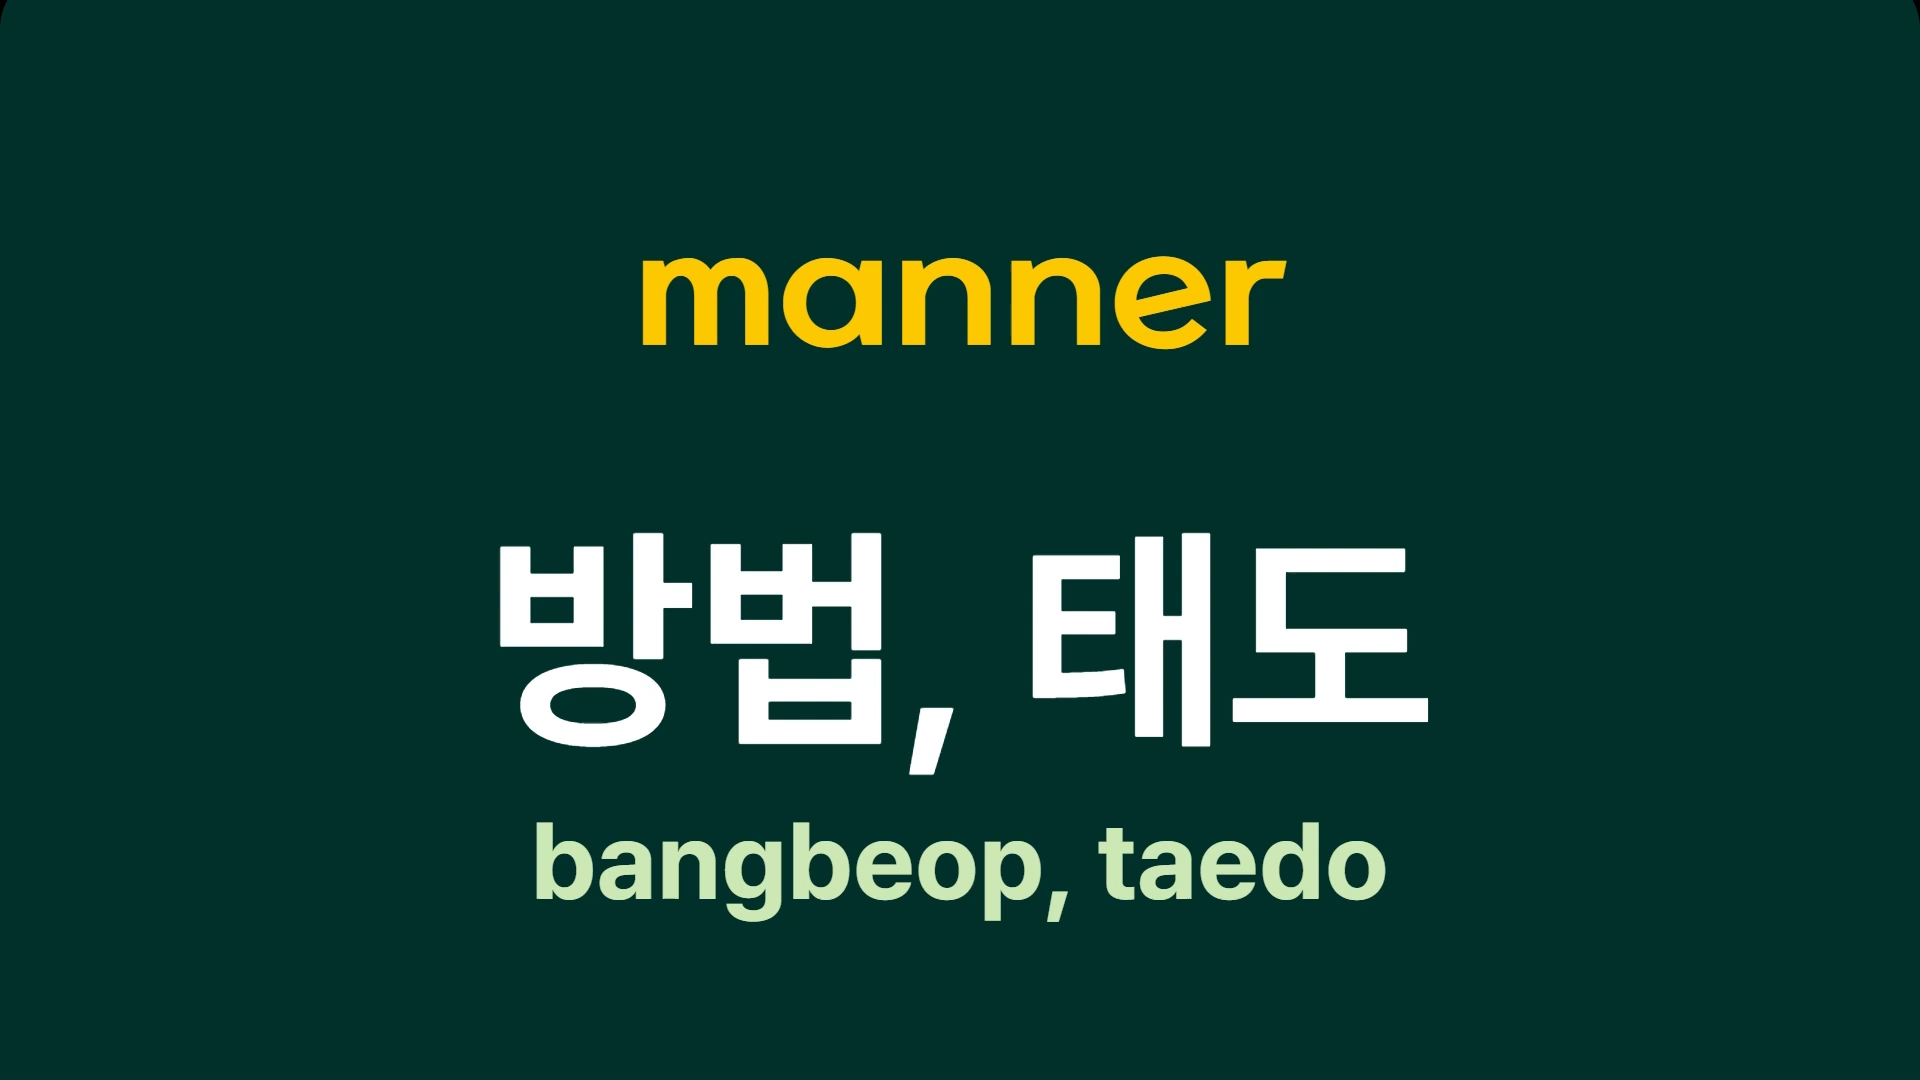 manner
방법, 태도
bangbeop, taedo